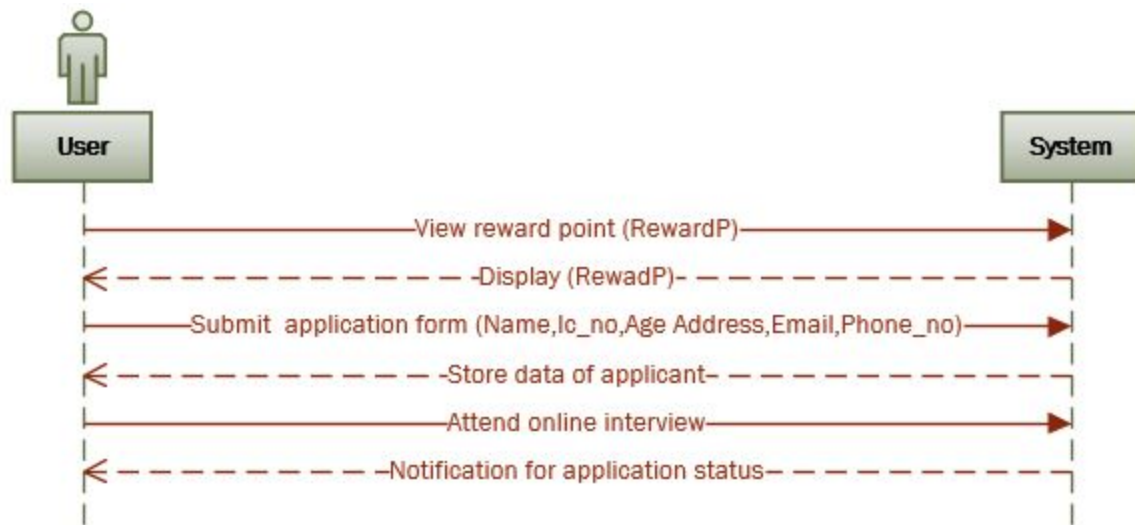 User
System
View reward point (RewardP)
Display (RewadP)
Submit  application form (Name,Ic_no,Age Address,Email,Phone_no)
Store data of applicant
Attend online interview
Notification for application status